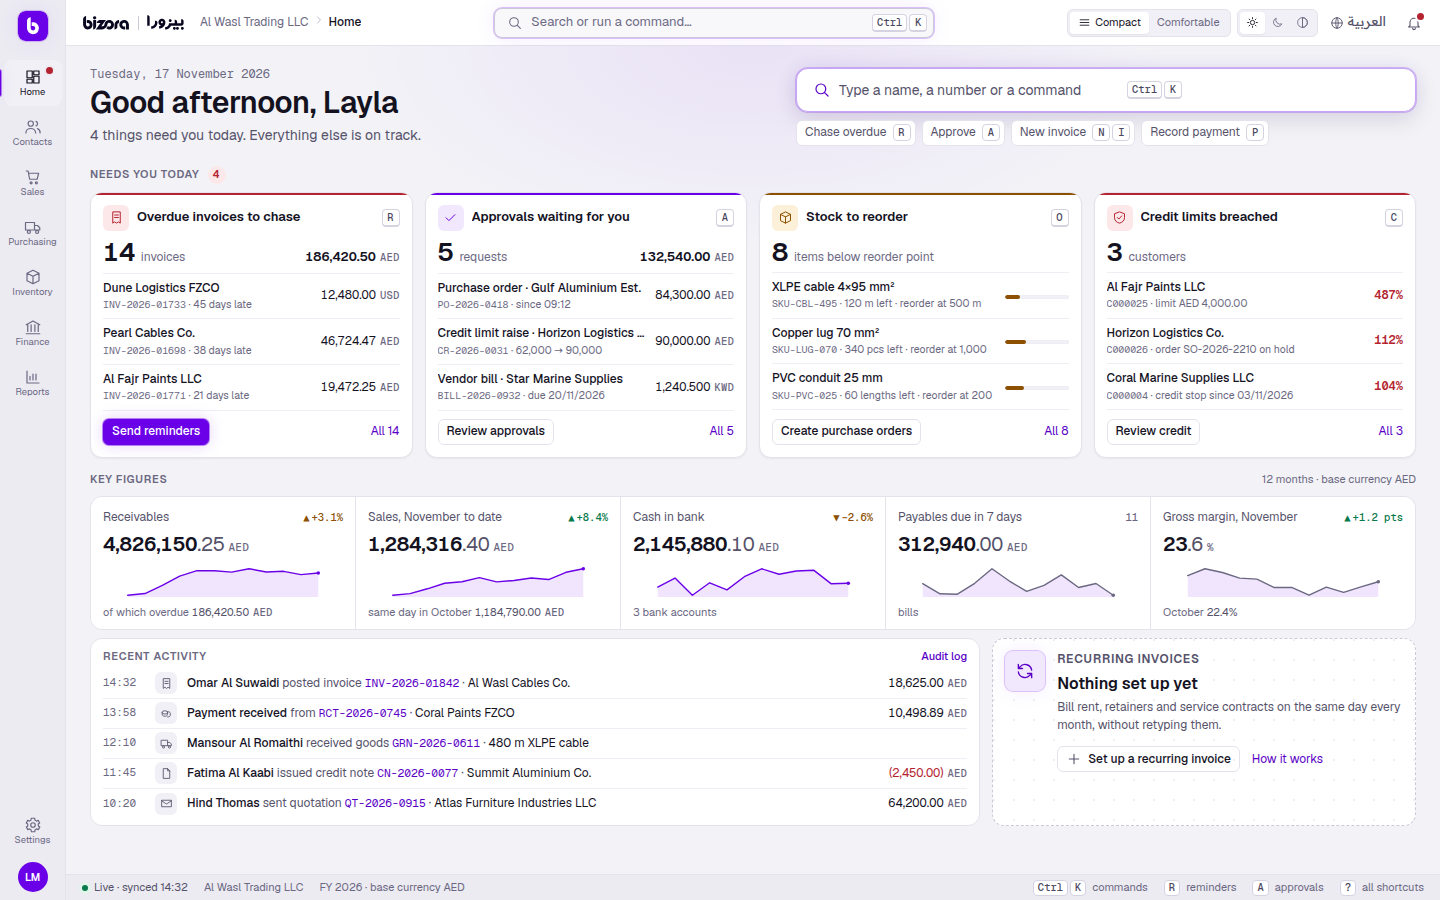 bizora | بيزورا
Al Wasl Trading LLC > Home
Search or run a command... Ctrl K
Compact Comfortable
العربية
Home
Contacts
Sales
Purchasing
Inventory
Finance
Reports
Settings
LM
Tuesday, 17 November 2026
Good afternoon, Layla
4 things need you today. Everything else is on track.
Type a name, a number or a command Ctrl K
Chase overdue R Approve A New invoice N I Record payment P
NEEDS YOU TODAY 4
Overdue invoices to chase R
14 invoices 186,420.50 AED
Dune Logistics FZCO
INV-2026-01733 · 45 days late
12,480.00 USD
Pearl Cables Co.
INV-2026-01698 · 38 days late
46,724.47 AED
Al Fajr Paints LLC
INV-2026-01771 · 21 days late
19,472.25 AED
Send reminders All 14
Approvals waiting for you A
5 requests 132,540.00 AED
Purchase order · Gulf Aluminium Est.
PO-2026-0418 · since 09:12
84,300.00 AED
Credit limit raise · Horizon Logistics ...
CR-2026-0031 · 62,000 → 90,000
90,000.00 AED
Vendor bill · Star Marine Supplies
BILL-2026-0932 · due 20/11/2026
1,240.500 KWD
Review approvals All 5
Stock to reorder O
8 items below reorder point
XLPE cable 4×95 mm²
SKU-CBL-495 · 120 m left · reorder at 500 m
Copper lug 70 mm²
SKU-LUG-070 · 340 pcs left · reorder at 1,000
PVC conduit 25 mm
SKU-PVC-025 · 60 lengths left · reorder at 200
Create purchase orders All 8
Credit limits breached C
3 customers
Al Fajr Paints LLC
C000025 · limit AED 4,000.00
487%
Horizon Logistics Co.
C000026 · order SO-2026-2210 on hold
112%
Coral Marine Supplies LLC
C000004 · credit stop since 03/11/2026
104%
Review credit All 3
KEY FIGURES 12 months · base currency AED
Receivables ▲+3.1%
4,826,150.25 AED
of which overdue 186,420.50 AED
Sales, November to date ▲+8.4%
1,284,316.40 AED
same day in October 1,184,790.00 AED
Cash in bank ▼−2.6%
2,145,880.10 AED
3 bank accounts
Payables due in 7 days 11
312,940.00 AED
bills
Gross margin, November ▲+1.2 pts
23.6 %
October 22.4%
RECENT ACTIVITY Audit log
14:32 Omar Al Suwaidi posted invoice INV-2026-01842 · Al Wasl Cables Co. 18,625.00 AED
13:58 Payment received from RCT-2026-0745 · Coral Paints FZCO 10,498.89 AED
12:10 Mansour Al Romaithi received goods GRN-2026-0611 · 480 m XLPE cable
11:45 Fatima Al Kaabi issued credit note CN-2026-0077 · Summit Aluminium Co. (2,450.00) AED
10:20 Hind Thomas sent quotation QT-2026-0915 · Atlas Furniture Industries LLC 64,200.00 AED
RECURRING INVOICES
Nothing set up yet
Bill rent, retainers and service contracts on the same day every
month, without retyping them.
+ Set up a recurring invoice How it works
Live · synced 14:32 Al Wasl Trading LLC FY 2026 · base currency AED
Ctrl K commands R reminders A approvals ? all shortcuts